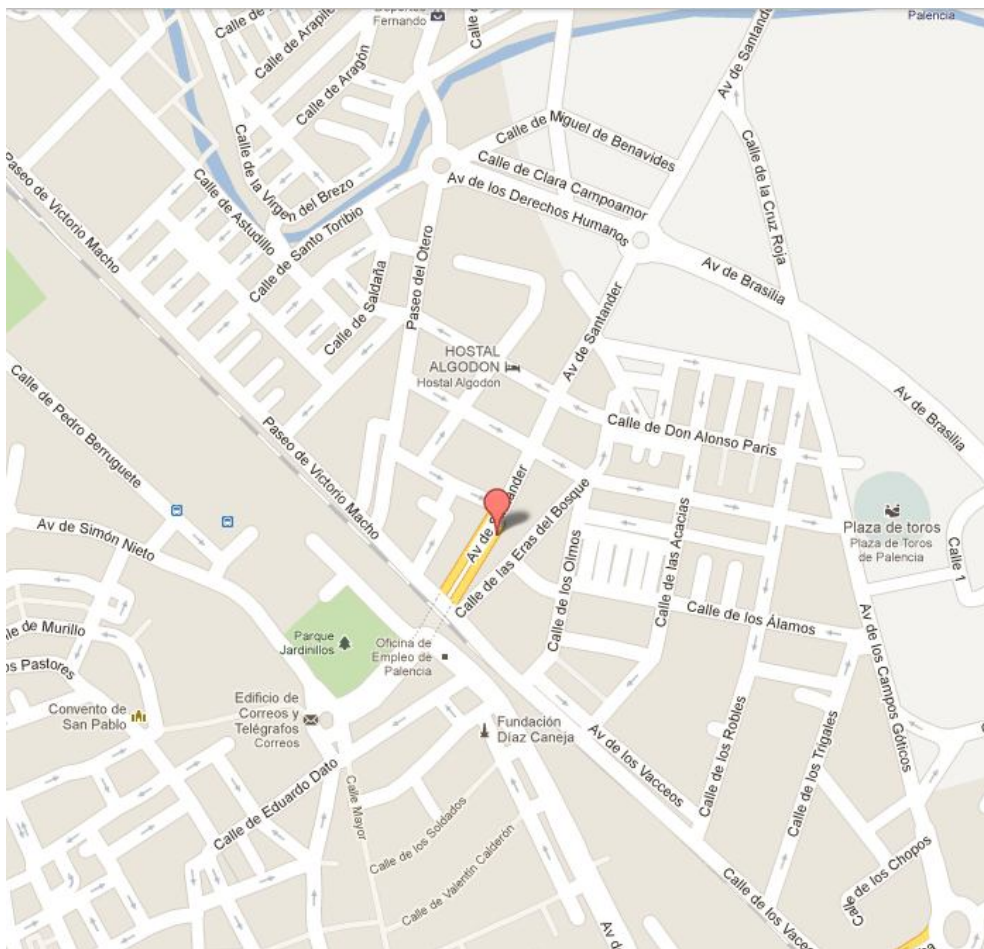 Fernando
Palencia
Calle de Arapiles
Calle de Aragón
Av de Santander
Calle de Miguel de Benavides
Calle de Clara Campoamor
Av de los Derechos Humanos
Calle de la Cruz Roja
Calle de la Virgen del Brezo
Paseo de Victorio Macho
Calle de Astudillo
Calle de Santo Toribio
Calle de Saldaña
Paseo del Otero
Av de Brasilia
Av de Santander
HOSTAL
ALGODON
Hostal Algodon
Av de Brasilia
Calle de Don Alonso Paris
Calle de Pedro Berruguete
Paseo de Victorio Macho
Av de Simón Nieto
Calle de las Eras del Bosque
Calle de los Olmos
Calle de las Acacias
Plaza de toros
Plaza de Toros
de Palencia
Calle 1
Calle de los Álamos
Av de los Campos Góticos
Parque
Jardinillos
Oficina de
Empleo de
Palencia
de Murillo
Pastores
Convento de
San Pablo
Edificio de
Correos y
Telégrafos
Correos
Fundación
Díaz Caneja
Av de los Vacceos
Calle de los Robles
Calle de los Trigales
Calle de Eduardo Dato
Calle Mayor
Calle de los Soldados
Calle de Valentín Calderón
Calle de los Chopos
Calle de los